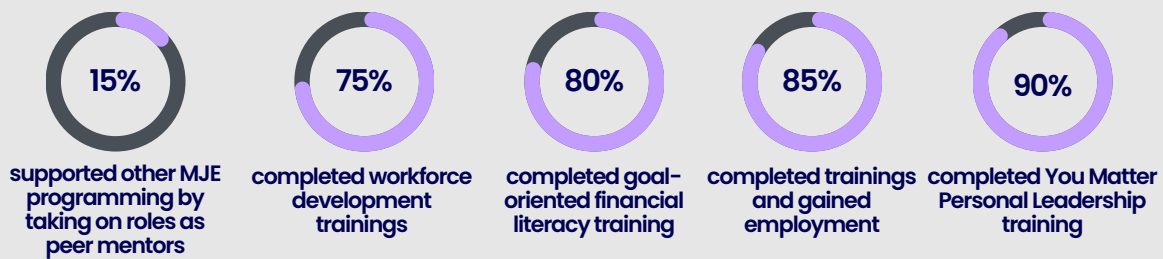 15%
supported other MJE
programming by
taking on roles as
peer mentors
75%
completed workforce
development
trainings
80%
completed goal-
oriented financial
literacy training
85%
completed trainings
and gained
employment
90%
completed You Matter
Personal Leadership
training